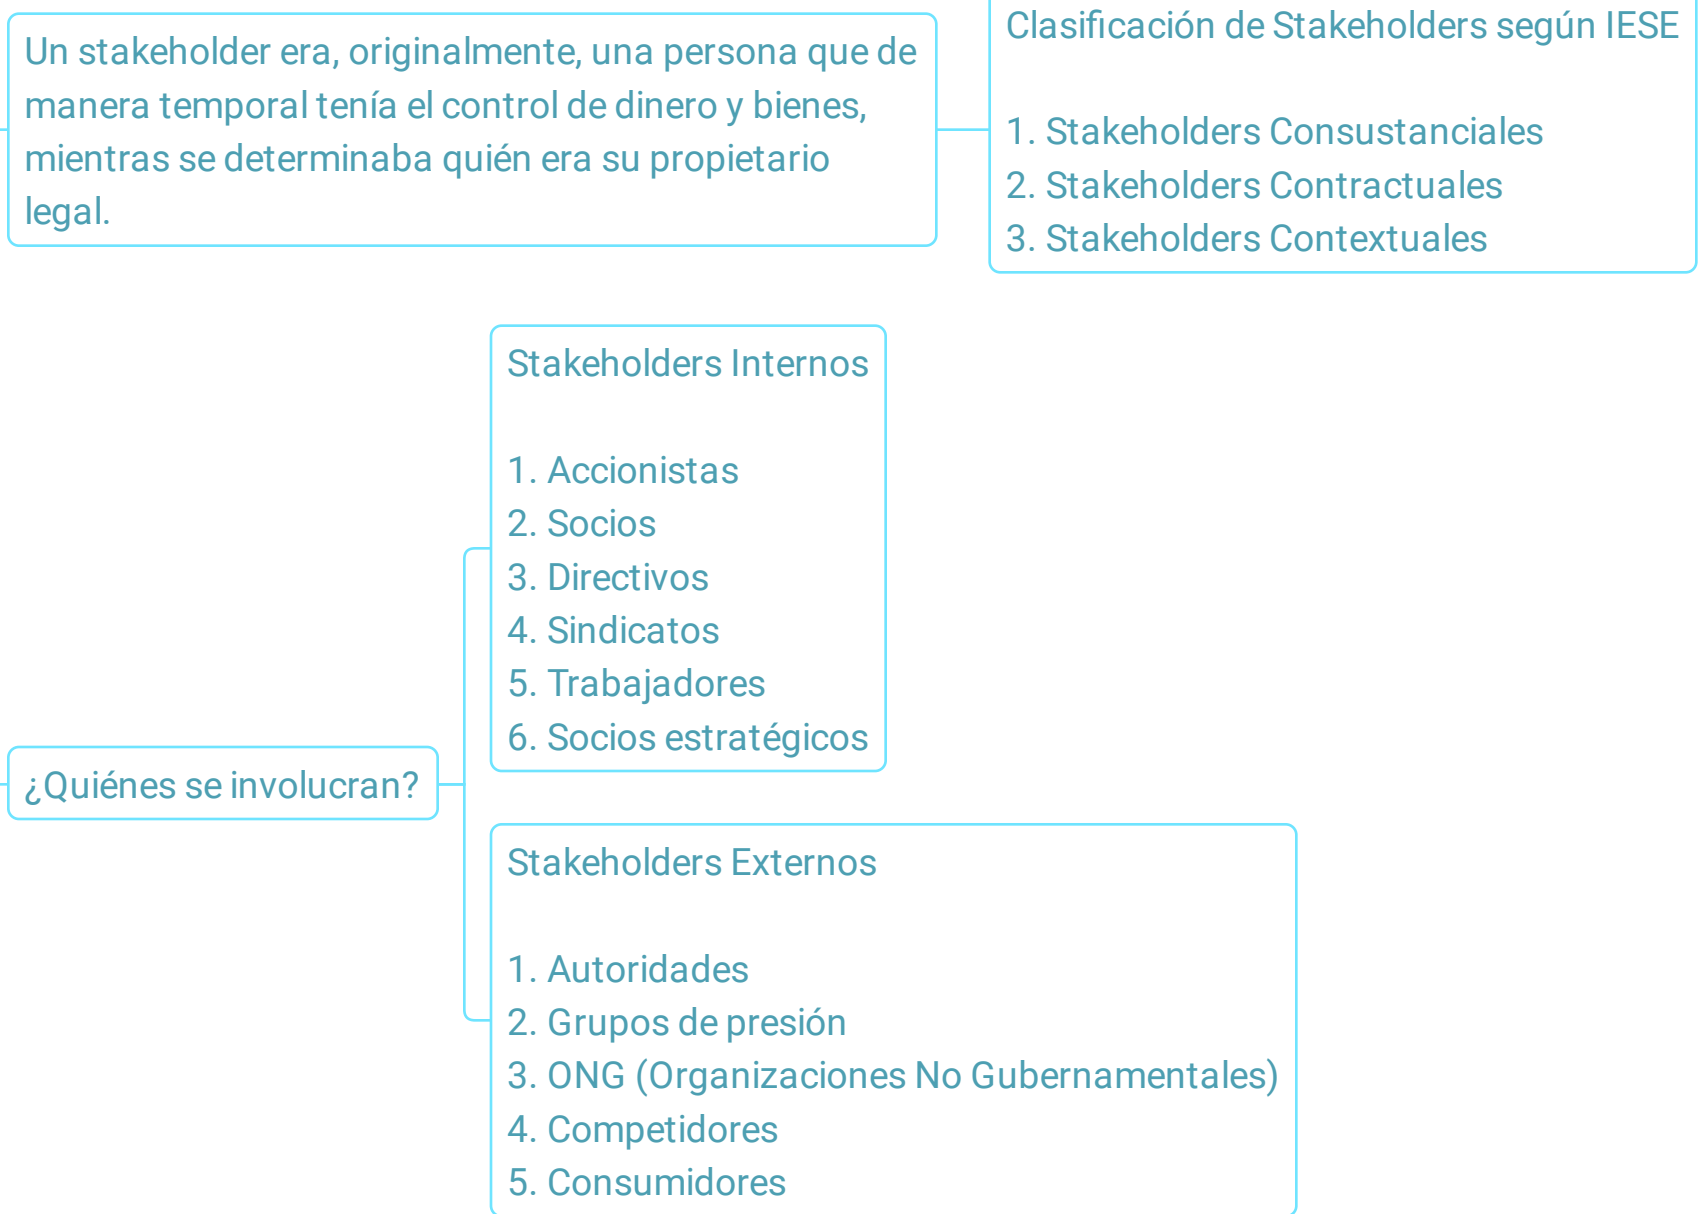 Un stakeholder era, originalmente, una persona que de
manera temporal tenía el control de dinero y bienes,
mientras se determinaba quién era su propietario
legal.
Clasificación de Stakeholders según IESE
1. Stakeholders Consustanciales
2. Stakeholders Contractuales
3. Stakeholders Contextuales
¿Quiénes se involucran?
Stakeholders Internos
1. Accionistas
2. Socios
3. Directivos
4. Sindicatos
5. Trabajadores
6. Socios estratégicos
Stakeholders Externos
1. Autoridades
2. Grupos de presión
3. ONG (Organizaciones No Gubernamentales)
4. Competidores
5. Consumidores